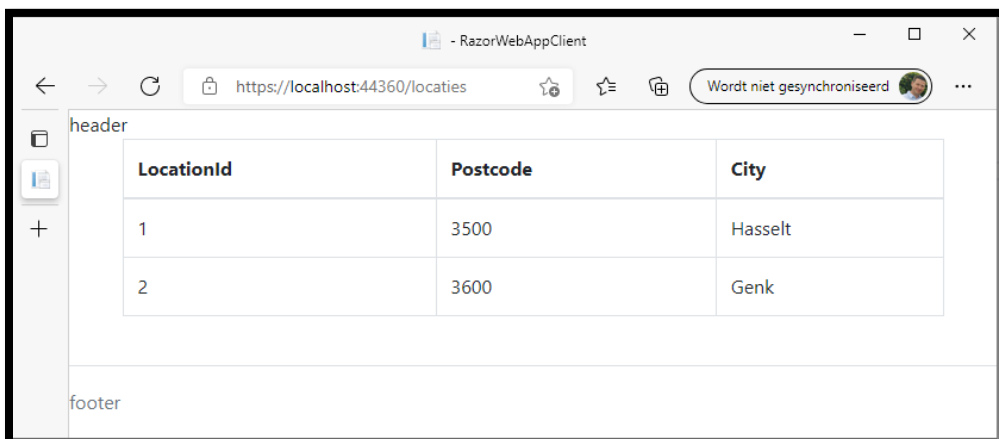 - RazorWebAppClient
https://localhost:44360/locaties
Wordt niet gesynchroniseerd
header
LocationId Postcode City
1 3500 Hasselt
2 3600 Genk
footer